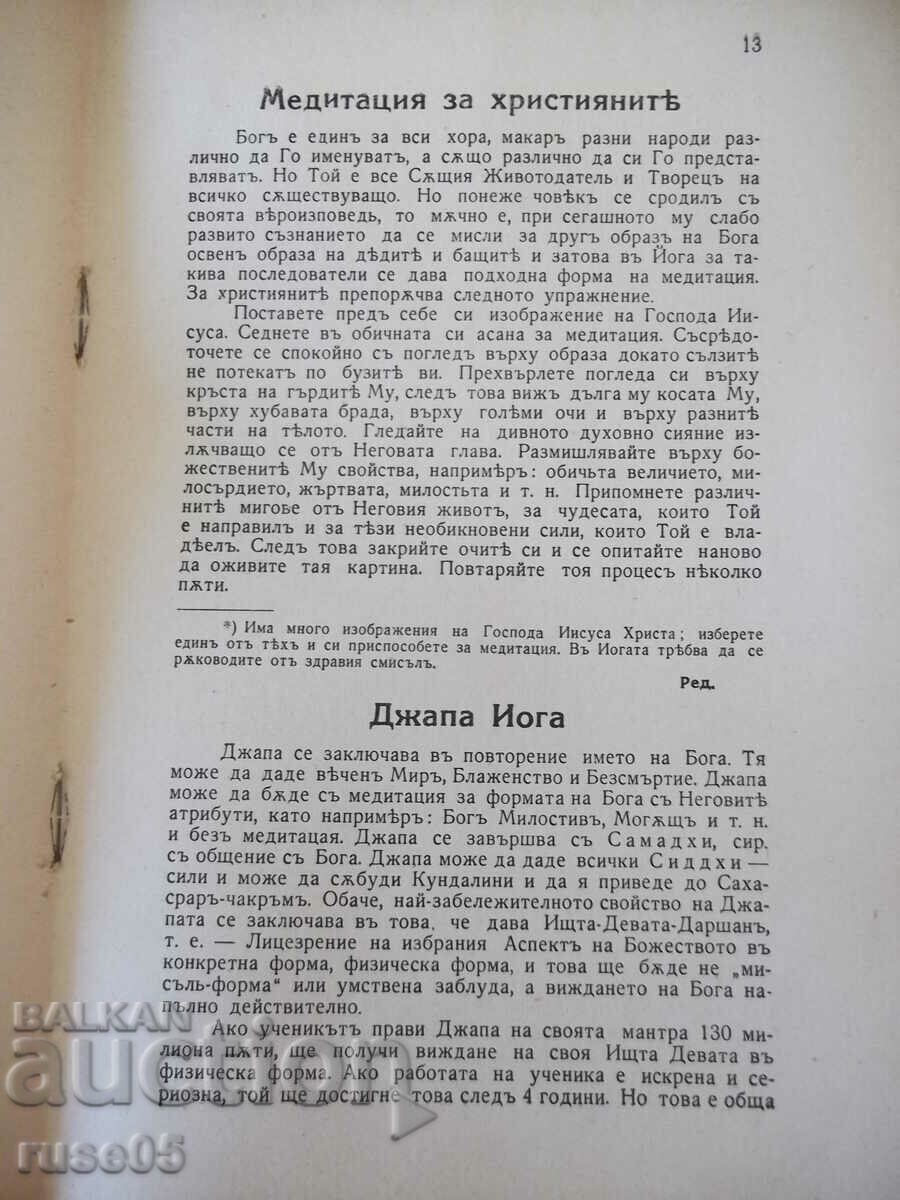 13
Медитация за християнитѣ
Богъ е единъ за вси хора, макаръ разни народи раз-
лично да Го именуватъ, а сѫщо различно да си Го предста-
вляватъ. Но Той е все Сѫщия Животодатель и Творецъ на
всичко сѫществуващо. Но понеже човѣкъ се сродилъ съ
своята вѣроизповедь, то мѫчно е, при сегашното му слабо
развито съзнанието да се мисли за другъ образъ на Бога
освенъ образа на дѣдитѣ и бащитѣ и затова въ Йога за та-
кива последователи се дава подходна форма на медитация.
За християнитѣ препорѫчва следното упражнение.
Поставете предъ себе си изображение на Господа Ии-
суса. Седнете въ обичната си асана за медитация. Съсрѣдо-
точете се спокойно съ погледъ върху образа докато сълзитѣ
не потекатъ по бузитѣ ви. Прехвърлете погледа си върху
кръста на гърдитѣ Му, следъ това вижъ дълга му косата Му,
върху хубавата брада, върху голѣми очи и върху разнитѣ
части на тѣлото. Гледайте на дивното духовно сияние из-
лѫчващо се отъ Неговата глава. Размишлявайте върху бо-
жественитѣ Му свойства, напримѣръ: обичьта величието, ми-
лосърдието, жъртвата, милостьта и т. н. Припомнете различ-
нитѣ мигове отъ Неговия животъ, за чудесата, които Той
е направилъ и за тѣзи необикновени сили, които Той е вла-
дѣелъ. Следъ това закрийте очитѣ си и се опитайте наново
да оживите тая картина. Повтаряйте тоя процесъ нѣколко
пѫти.
*) Има много изображения на Господа Иисуса Христа; изберете
единъ отъ тѣхъ и си приспособете за медитация. Въ Йогата трѣбва да се
рѫководите отъ здравия смисълъ.
Ред.
Джапа Иога
Джапа се заключава въ повторение името на Бога. Тя
може да даде вѣченъ Миръ, Блаженство и Безсмъртие. Джапа
може да бѫде съ медитация за формата на Бога съ Неговитѣ
атрибути, като напримѣръ: Богъ Милостивъ, Могѫщъ и т. н.
и безъ медитацая. Джапа се завършва съ Самадхи, сир.
съ общение съ Бога. Джапа може да даде всички Сиддхи —
сили и може да сѫбуди Кундалини и да я приведе до Саха-
сраръ-чакръмъ. Обаче, най-забележителното свойство на Джа-
пата се заключава въ това, че дава Ищта-Девата-Даршанъ,
т. е. — Лицезрение на избрания Аспектъ на Божеството въ
конкретна форма, физическа форма, и това ще бѫде не „ми-
съль-форма“ или умствена заблуда, а виждането на Бога на-
пълно действително.
Ако ученикътъ прави Джапа на своята мантра 130 ми-
лиона пѫти, ще получи виждане на своя Ищта Девата въ
физическа форма. Ако работата на ученика е искрена и се-
риозна, той ще достигне това следъ 4 години. Но това е обща
BALKAN
auction
ruse05